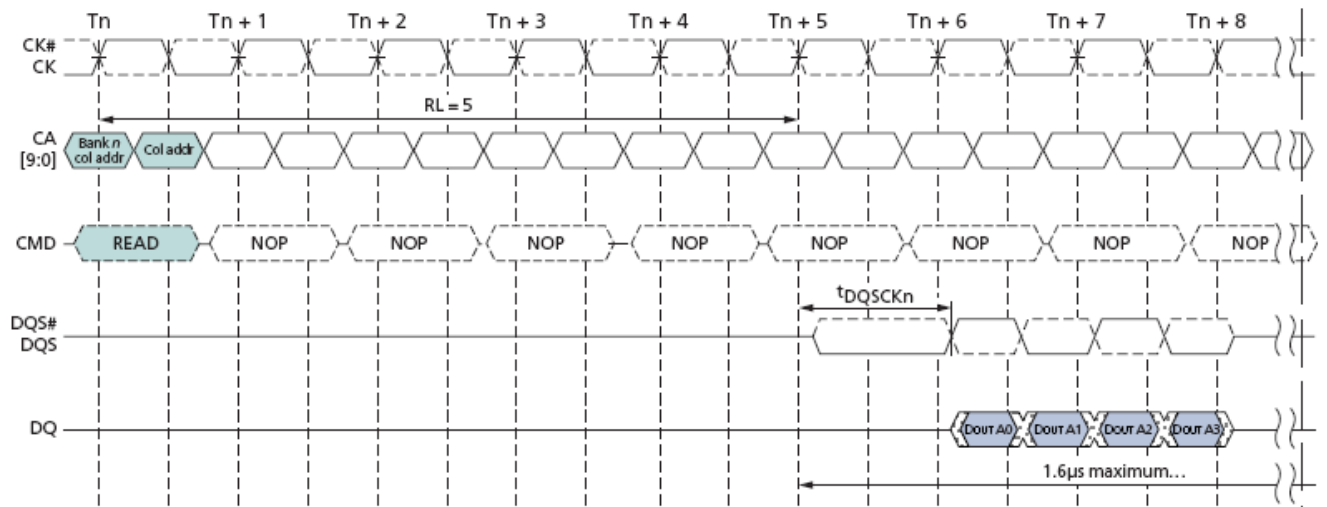 Tn Tn + 1 Tn + 2 Tn + 3 Tn + 4 Tn + 5 Tn + 6 Tn + 7 Tn + 8
CK#
CK
RL = 5
CA
[9:0]
Bank n
col addr
Col addr
CMD READ NOP NOP NOP NOP NOP NOP NOP NOP
tDQSCKn
DQS#
DQS
DQ DOUT A0 DOUT A1 DOUT A2 DOUT A3
1.6μs maximum...